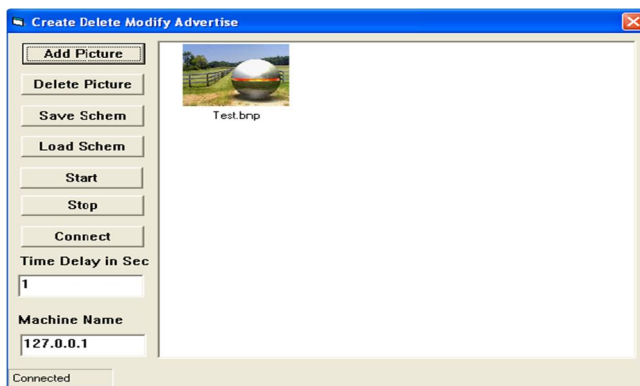 Create Delete Modify Advertise
Add Picture
Delete Picture
Save Schem
Load Schem
Start
Stop
Connect
Time Delay in Sec
1
Machine Name
127.0.0.1
Connected
Test.bmp